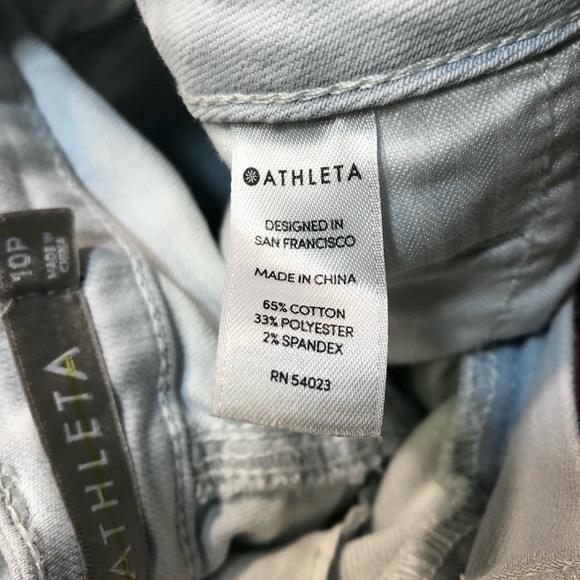 ATHLETA
DESIGNED IN
SAN FRANCISCO
MADE IN CHINA
65% COTTON
33% POLYESTER
2% SPANDEX
RN 54023
10P
MADE IN
CHINA
ATHLETA